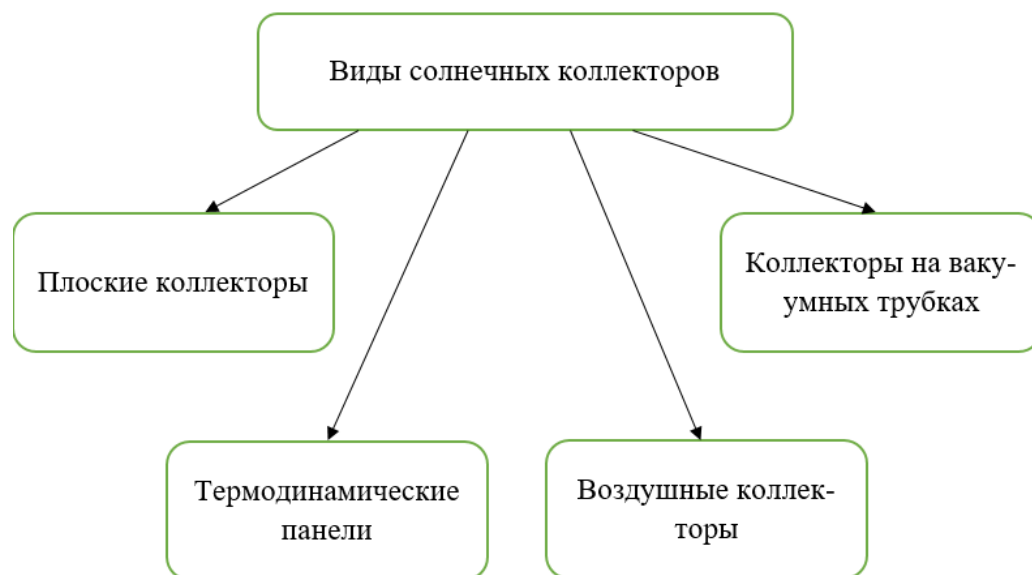 Виды солнечных коллекторов
Плоские коллекторы
Коллекторы на ваку-
умных трубках
Термодинамические
панели
Воздушные коллек-
торы